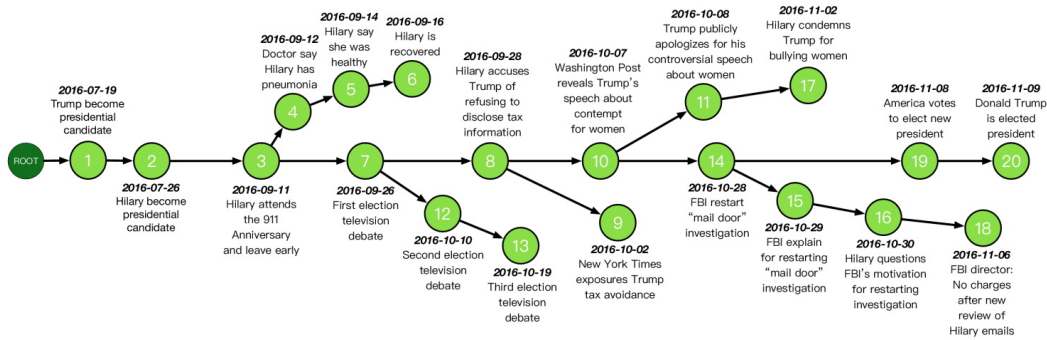 ROOT
1
2016-07-19
Trump become
presidential
candidate
2
2016-07-26
Hilary become
presidential
candidate
3
2016-09-11
Hilary attends
the 911
Anniversary
and leave early
4
2016-09-12
Doctor say
Hilary has
pneumonia
5
2016-09-14
Hilary say
she was
healthy
6
2016-09-16
Hilary is
recovered
7
2016-09-26
First election
television
debate
12
2016-10-10
Second election
television
debate
13
2016-10-19
Third election
television
debate
8
2016-09-28
Hilary accuses
Trump of
refusing to
disclose tax
information
9
2016-10-02
New York Times
exposures Trump
tax avoidance
10
2016-10-07
Washington Post
reveals Trump's
speech about
contempt
for women
11
2016-10-08
Trump publicly
apologizes for his
controversial speech
about women
17
2016-11-02
Hilary condemns
Trump for
bullying women
14
2016-10-28
FBI restart
“mail door”
investigation
15
2016-10-29
FBI explain
for restarting
“mail door”
investigation
16
2016-10-30
Hilary questions
FBI's motivation
for restarting
investigation
18
2016-11-06
FBI director:
No charges
after new
review of
Hilary emails
19
2016-11-08
America votes
to elect new
president
20
2016-11-09
Donald Trump
is elected
president